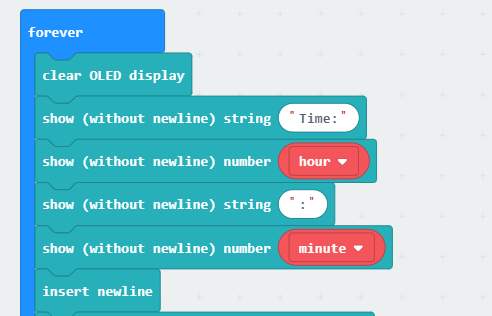 forever
clear OLED display
show (without newline) string "Time:"
show (without newline) number hour
show (without newline) string ":"
show (without newline) number minute
insert newline